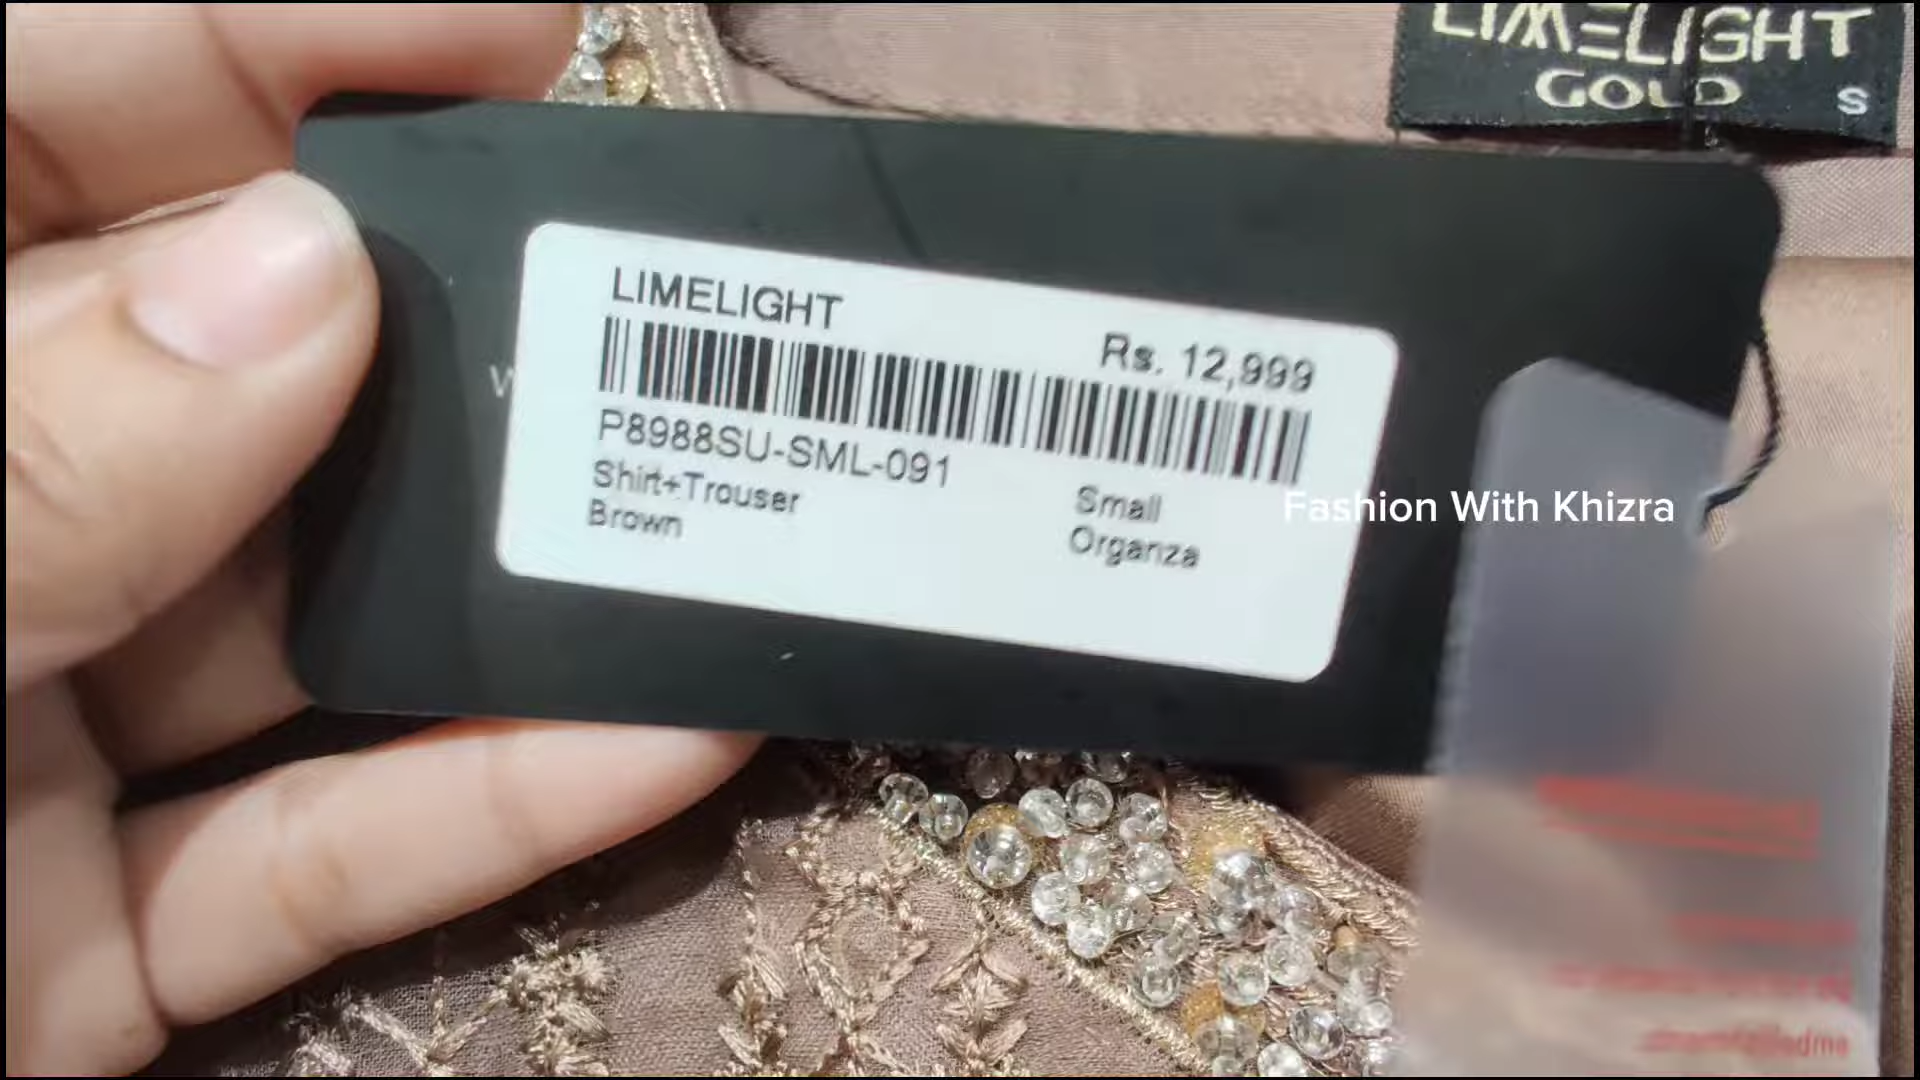 LIMELIGHT
GOLD S
LIMELIGHT
Rs. 12,999
P8988SU-SML-091
Shirt+Trouser
Small
Brown
Organza
Fashion With Khizra